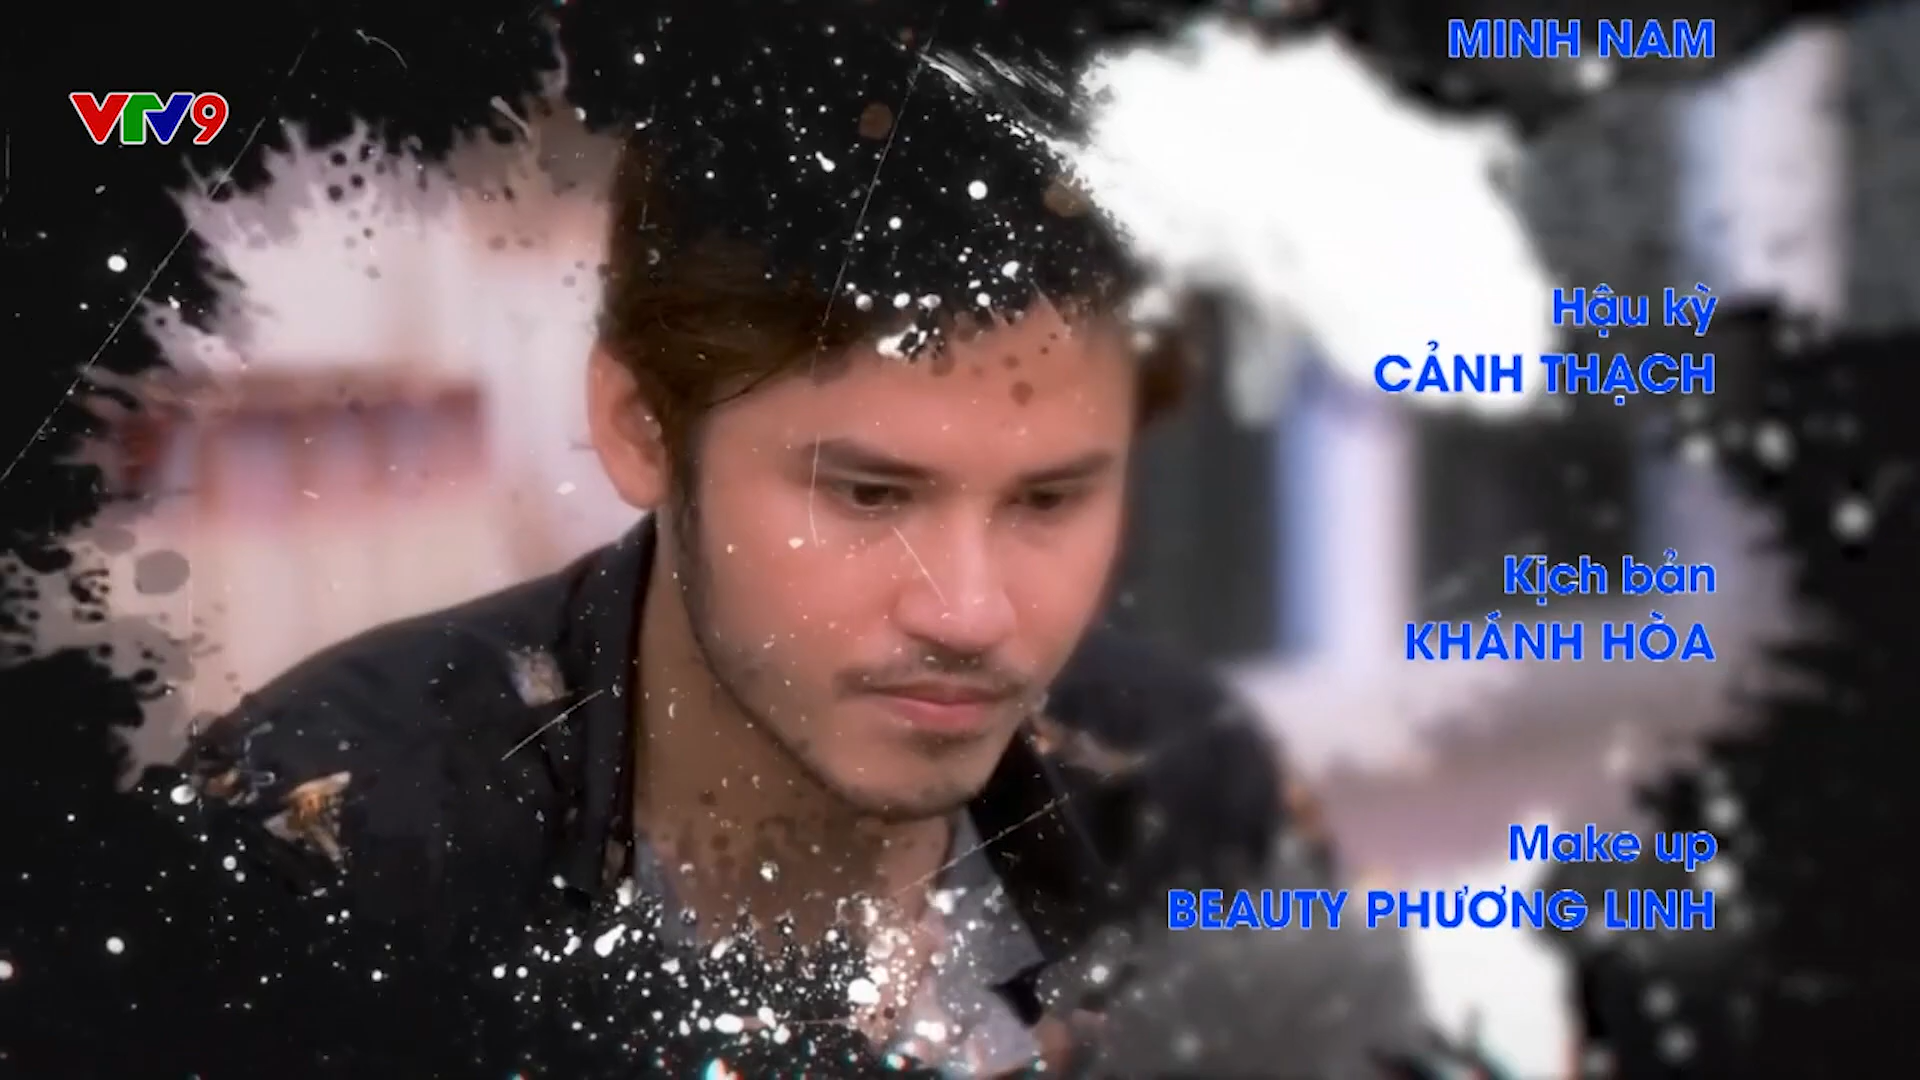 VTV9
MINH NAM
Hậu kỳ
CẢNH THẠCH
Kịch bản
KHÁNH HÒA
Make up
BEAUTY PHƯƠNG LINH